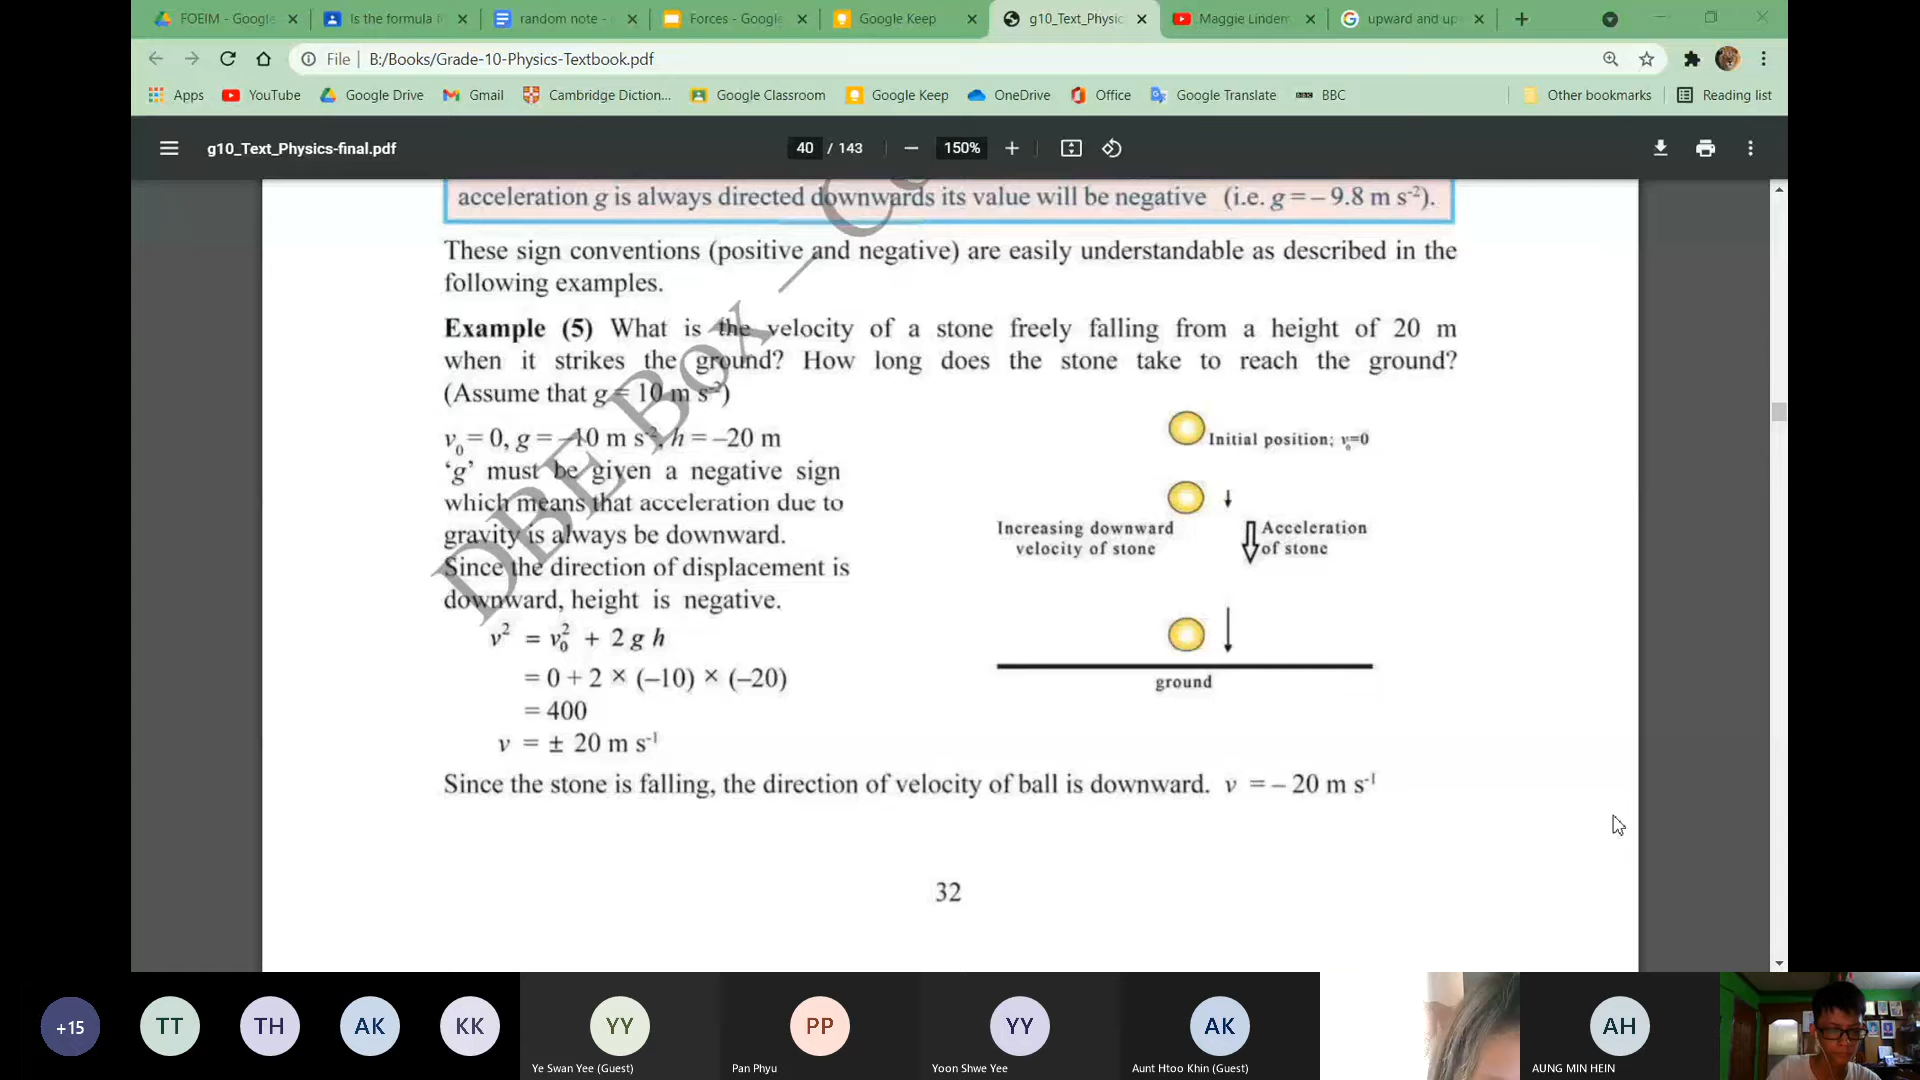 FOEIM - Google
Is the formula f
random note -
Forces - Google
Google Keep
g10_Text_Physic
Maggie Lindem
upward and up
File | B:/Books/Grade-10-Physics-Textbook.pdf
Apps YouTube Google Drive Gmail Cambridge Diction... Google Classroom Google Keep OneDrive Office Google Translate BBC Other bookmarks Reading list
g10_Text_Physics-final.pdf 40 / 143 150%
acceleration g is always directed downwards its value will be negative (i.e. g = – 9.8 m s⁻²).
These sign conventions (positive and negative) are easily understandable as described in the
following examples.
Example (5) What is the velocity of a stone freely falling from a height of 20 m
when it strikes the ground? How long does the stone take to reach the ground?
(Assume that g = 10 m s⁻²)
v₀ = 0, g = –10 m s⁻², h = –20 m
‘g’ must be given a negative sign
which means that acceleration due to
gravity is always be downward.
Since the direction of displacement is
downward, height is negative.
v² = v₀² + 2 g h
= 0 + 2 × (–10) × (–20)
= 400
v = ± 20 m s⁻¹
Initial position; v₀=0
Increasing downward
velocity of stone
Acceleration
of stone
ground
Since the stone is falling, the direction of velocity of ball is downward. v = – 20 m s⁻¹
32
DBE Box –
+15 TT TH AK KK YY PP YY AK AH
Ye Swan Yee (Guest) Pan Phyu Yoon Shwe Yee Aunt Htoo Khin (Guest) AUNG MIN HEIN